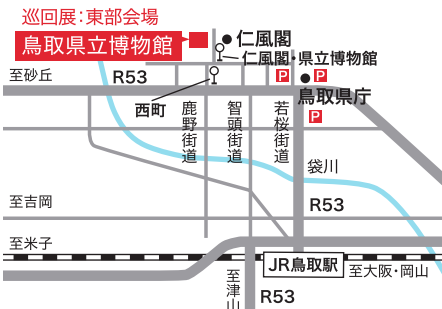 巡回展：東部会場
鳥取県立博物館
仁風閣
仁風閣・県立博物館
至砂丘
R53
P
P
鳥取県庁
西町
P
鹿野街道
智頭街道
若桜街道
袋川
至吉岡
R53
至米子
JR鳥取駅
至大阪・岡山
至津山
R53